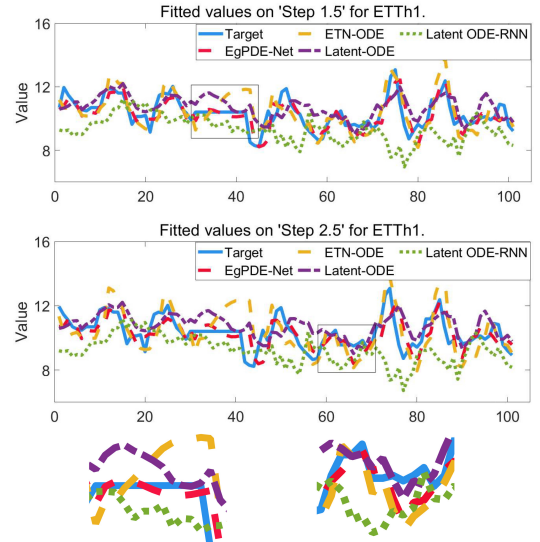 Fitted values on 'Step 1.5' for ETTh1.
Target ETN-ODE Latent ODE-RNN
EgPDE-Net Latent-ODE
Value
16
12
8
0 20 40 60 80 100
Fitted values on 'Step 2.5' for ETTh1.
Target ETN-ODE Latent ODE-RNN
EgPDE-Net Latent-ODE
Value
16
12
8
0 20 40 60 80 100